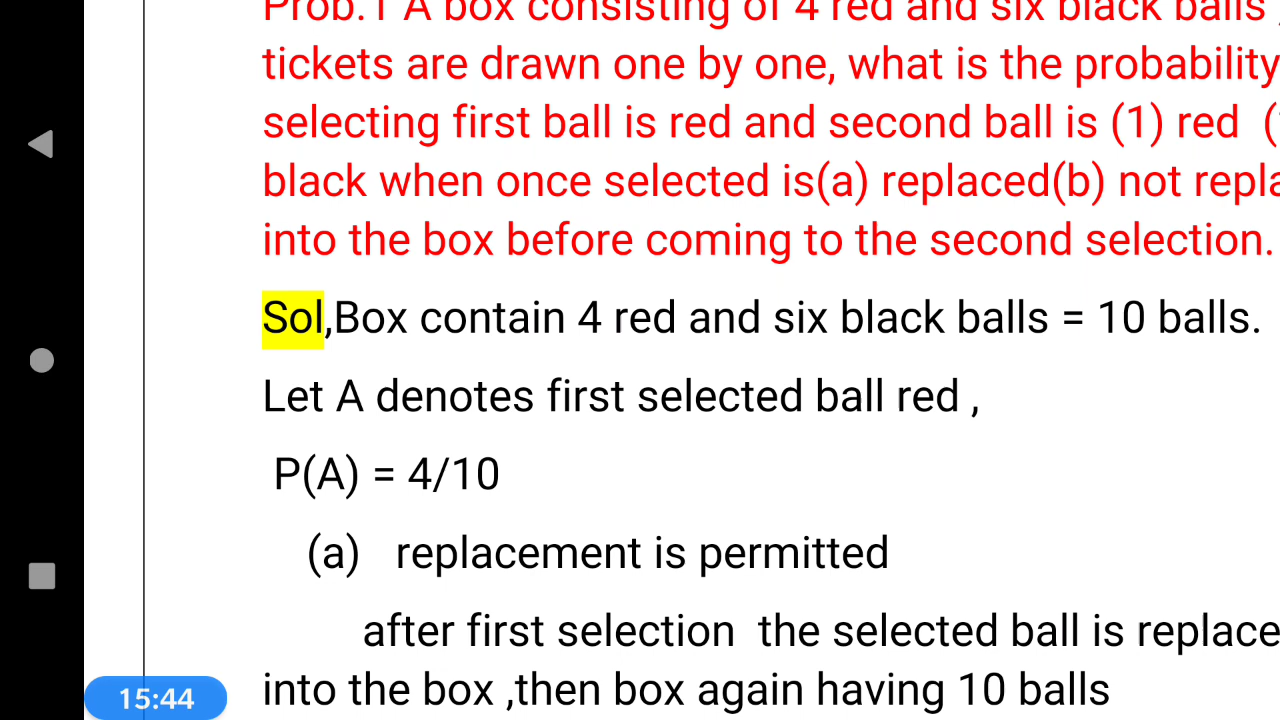 Prob.1 A box consisting of 4 red and six black balls ,
tickets are drawn one by one, what is the probability
selecting first ball is red and second ball is (1) red (
black when once selected is(a) replaced(b) not repla
into the box before coming to the second selection.
Sol,Box contain 4 red and six black balls = 10 balls.
Let A denotes first selected ball red ,
P(A) = 4/10
(a) replacement is permitted
after first selection the selected ball is replace
into the box ,then box again having 10 balls
15:44